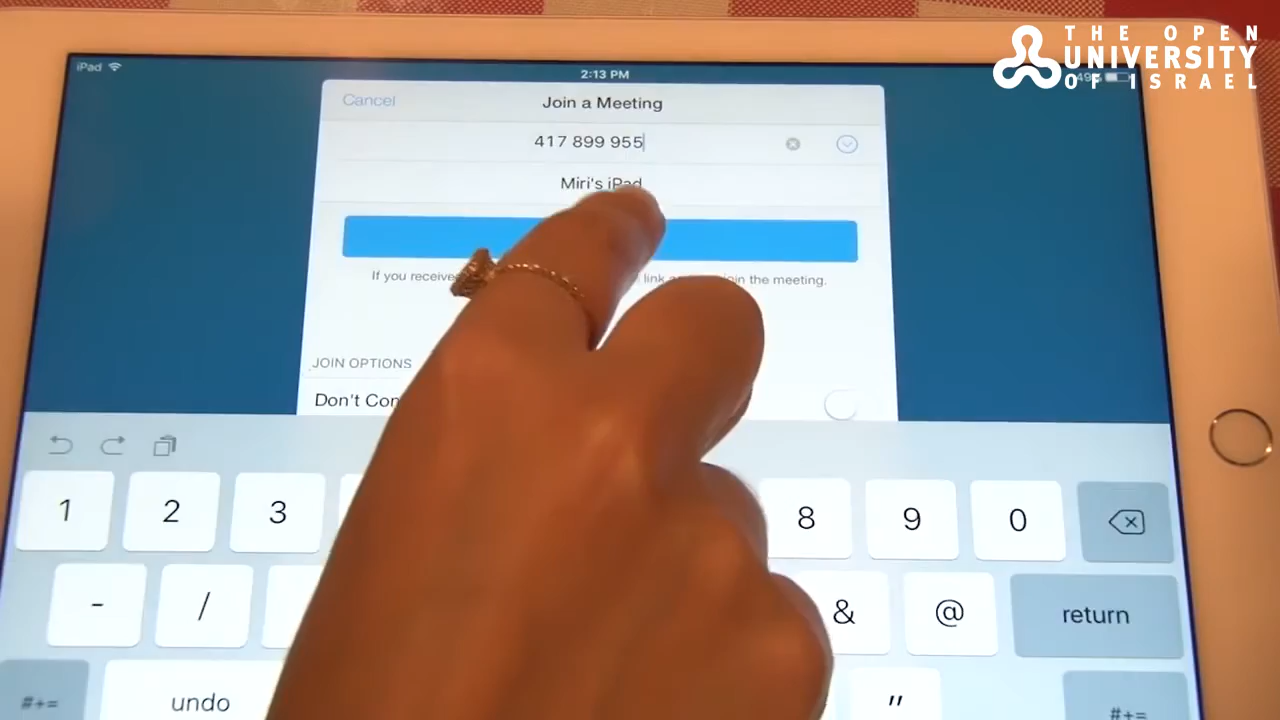 THE OPEN
UNIVERSITY
OF ISRAEL
iPad
2:13 PM
49%
Cancel
Join a Meeting
417 899 955
Miri's iPad
If you receive link join the meeting.
JOIN OPTIONS
Don't Con
1 2 3 8 9 0
- / & @ return
#+= undo " #+=